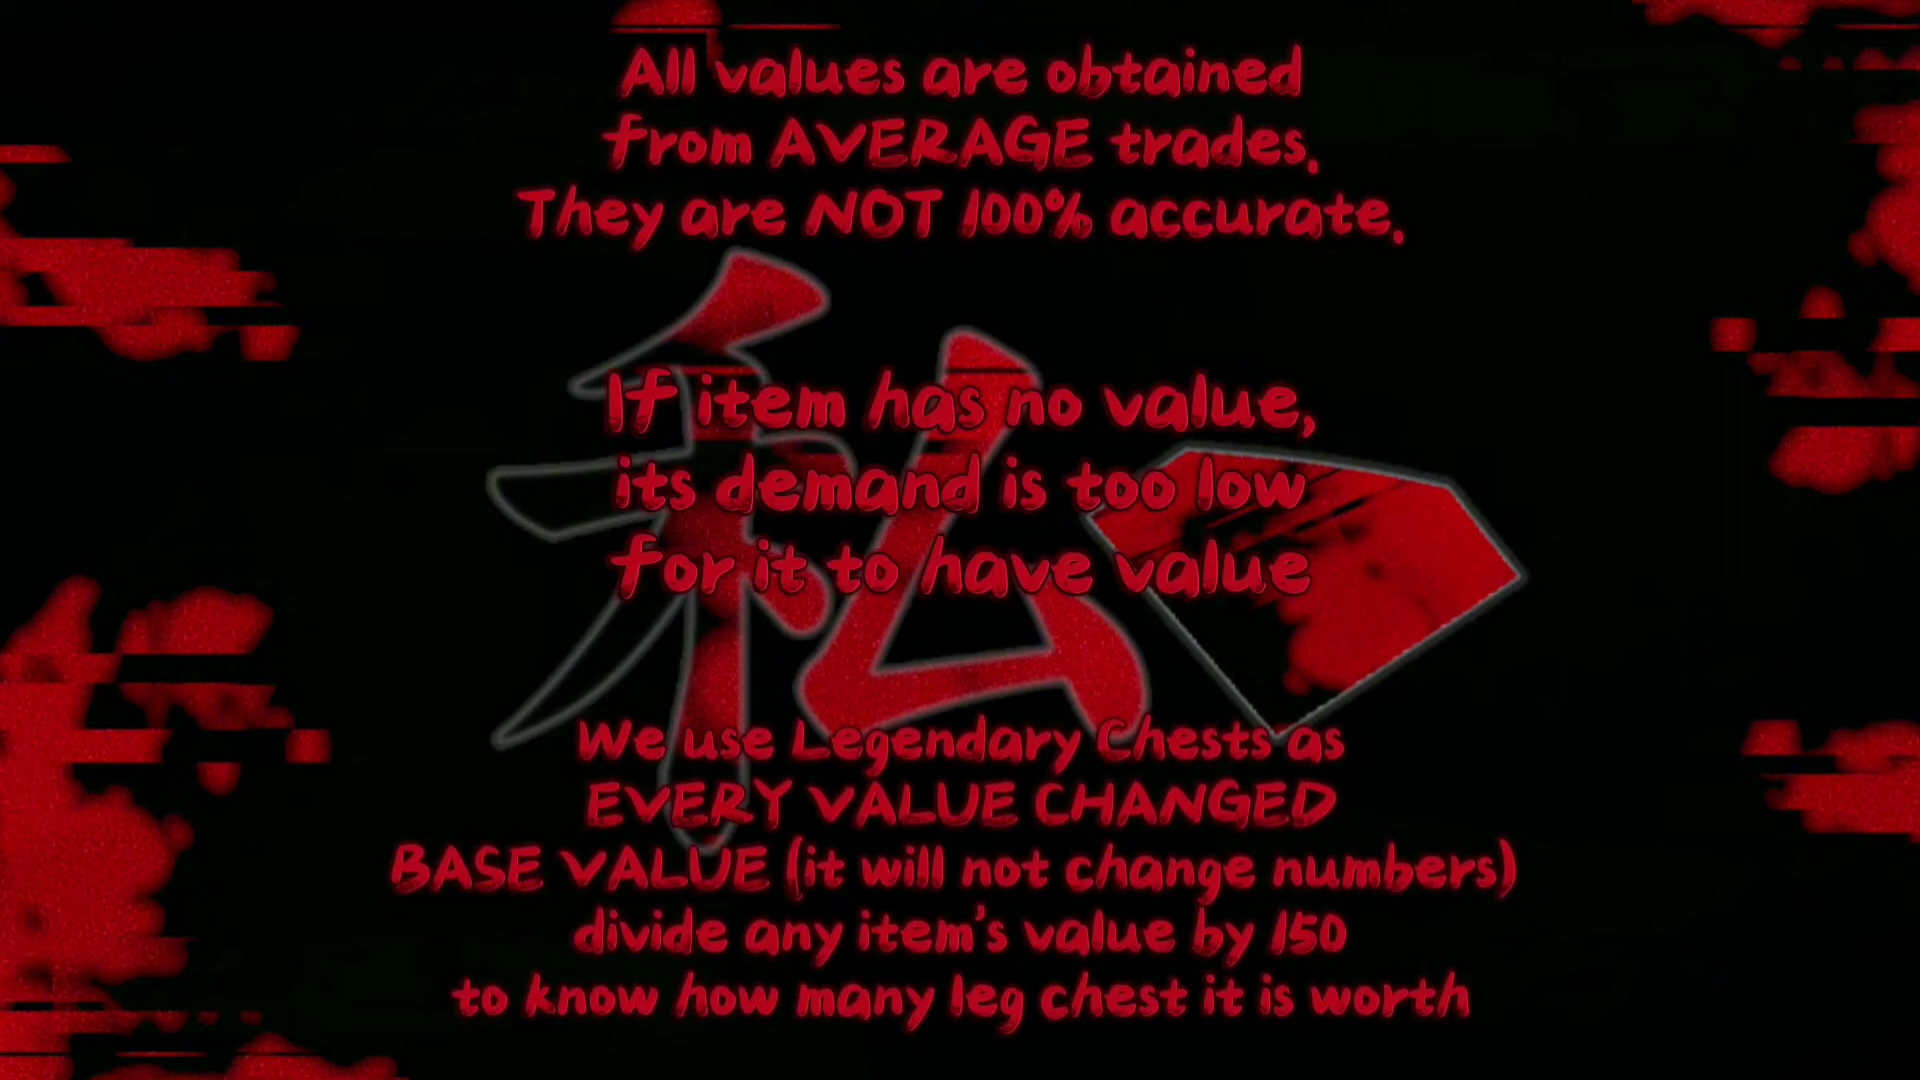 All values are obtained
from AVERAGE trades.
They are NOT 100% accurate.
私
If item has no value,
its demand is too low
for it to have value
We use Legendary Chests as
EVERY VALUE CHANGED
BASE VALUE (it will not change numbers)
divide any item's value by 150
to know how many leg chest it is worth